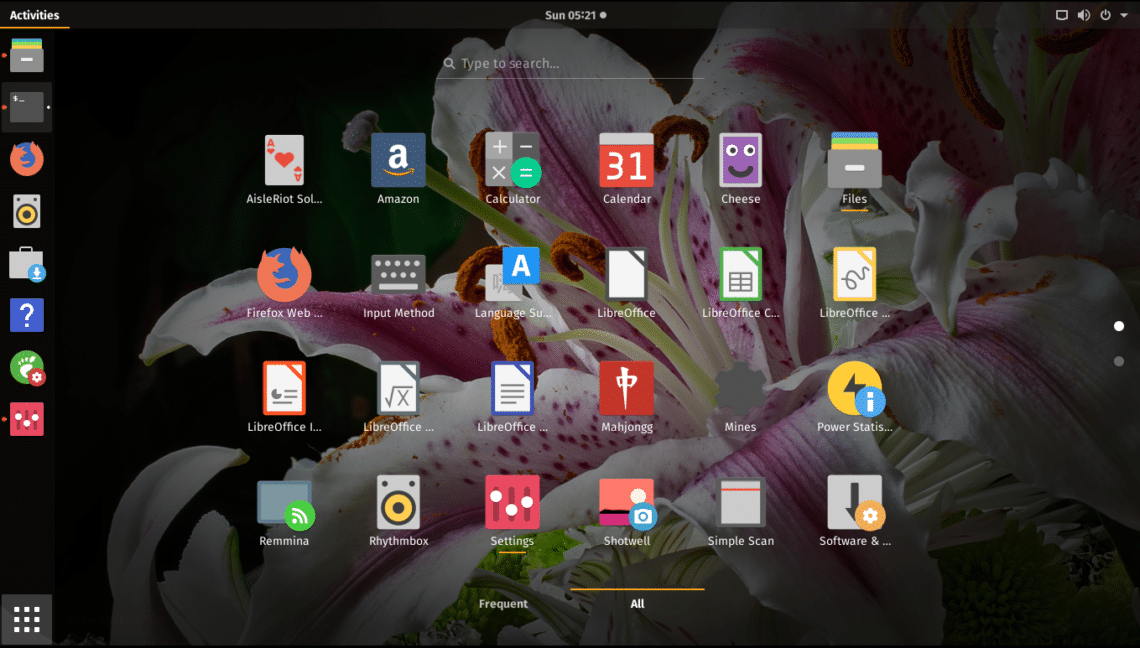 Activities
Sun 05:21
$_
Type to search...
AisleRiot Sol...
Amazon
Calculator
Calendar
Cheese
Files
A
A
a
31
Firefox Web ...
Input Method
Language Su...
LibreOffice
LibreOffice C...
LibreOffice ...
A
?
LibreOffice I...
LibreOffice ...
LibreOffice ...
Mahjongg
Mines
Power Statis...
√x
中
i
Remmina
Rhythmbox
Settings
Shotwell
Simple Scan
Software & ...
Frequent
All